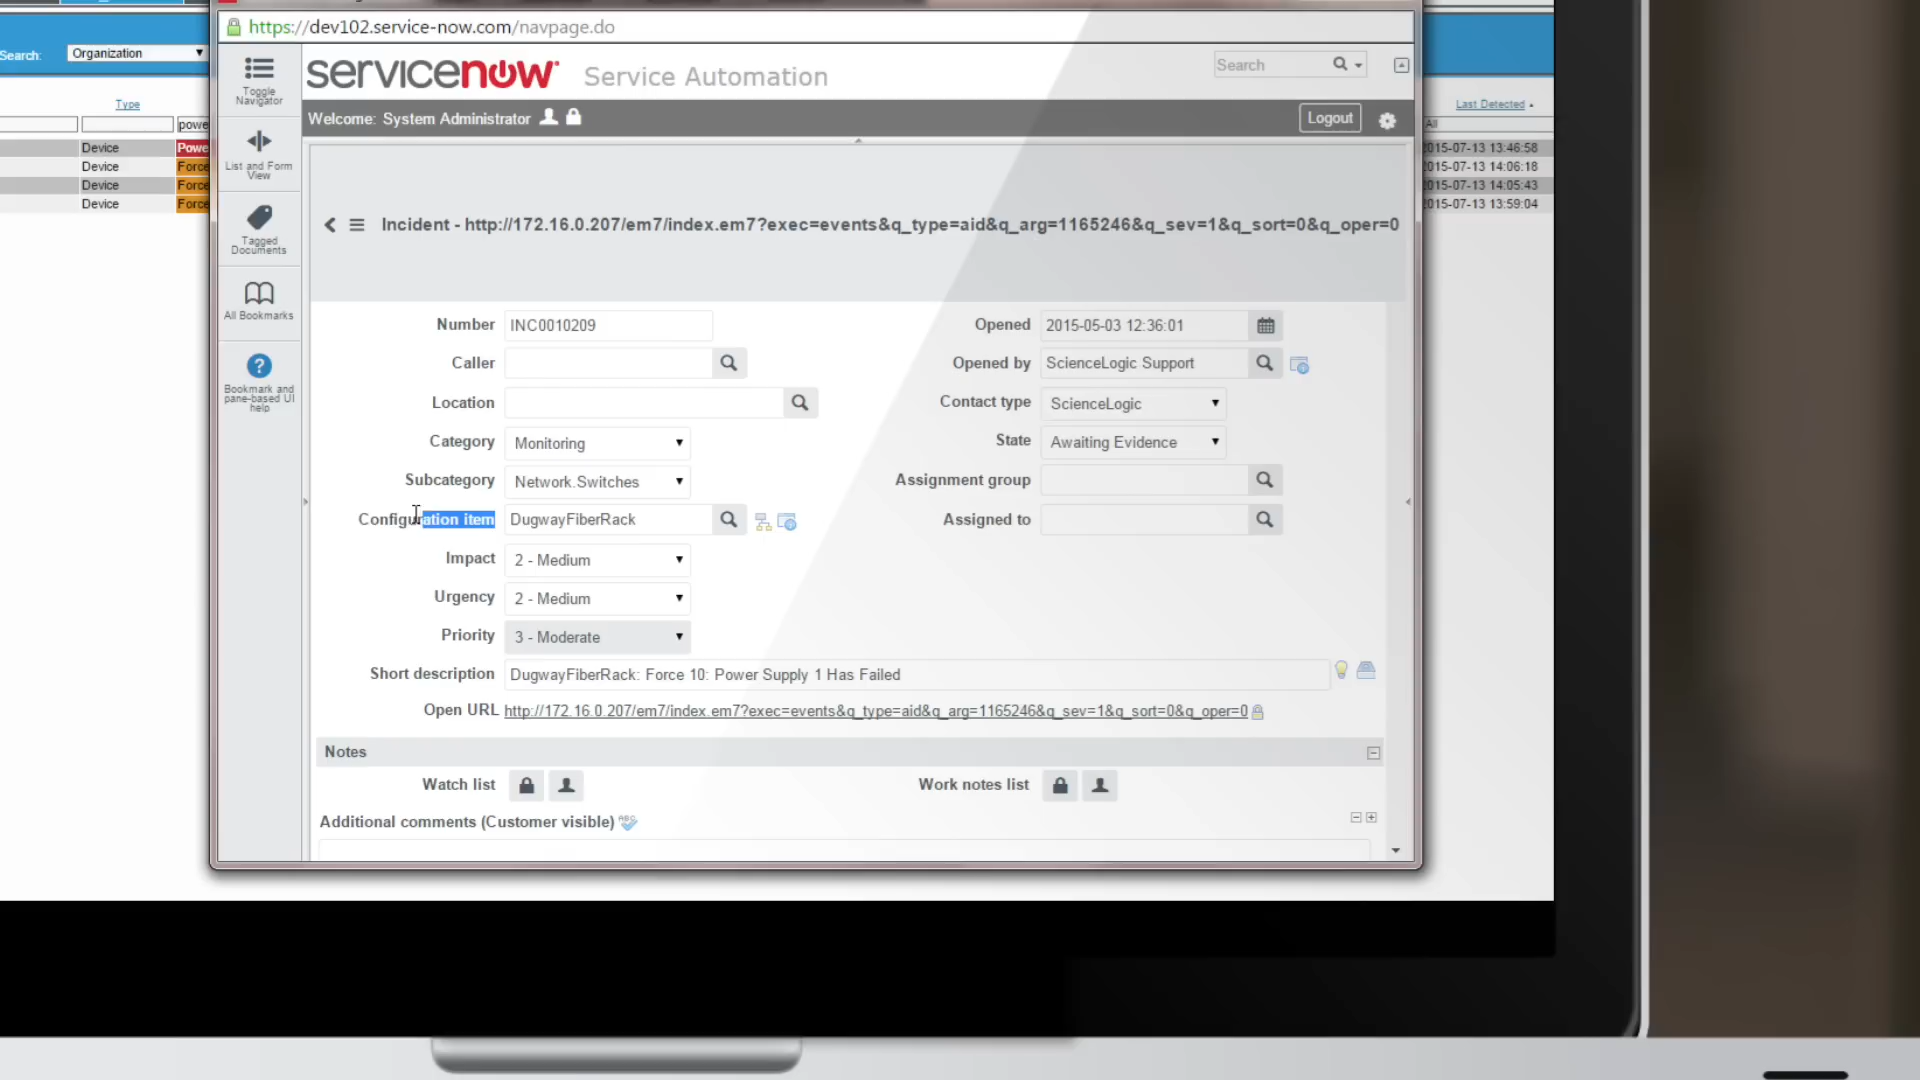 https://dev102.service-now.com/navpage.do
Search:
Organization
servicenow Service Automation
Search
Toggle Navigator
Welcome: System Administrator
Logout
Type
Last Detected
powe
All
List and Form View
Device
Powe
2015-07-13 13:46:58
Device
Force
2015-07-13 14:06:18
Device
Force
2015-07-13 14:05:43
Device
Force
2015-07-13 13:59:04
Tagged Documents
All Bookmarks
Bookmark and pane-based UI help
Incident - http://172.16.0.207/em7/index.em7?exec=events&q_type=aid&q_arg=1165246&q_sev=1&q_sort=0&q_oper=0
Number INC0010209
Opened 2015-05-03 12:36:01
Caller
Opened by ScienceLogic Support
Location
Contact type ScienceLogic
Category Monitoring
State Awaiting Evidence
Subcategory Network.Switches
Assignment group
Configuration item DugwayFiberRack
Assigned to
Impact 2 - Medium
Urgency 2 - Medium
Priority 3 - Moderate
Short description DugwayFiberRack: Force 10: Power Supply 1 Has Failed
Open URL http://172.16.0.207/em7/index.em7?exec=events&q_type=aid&q_arg=1165246&q_sev=1&q_sort=0&q_oper=0
Notes
Watch list
Work notes list
Additional comments (Customer visible)
ABC